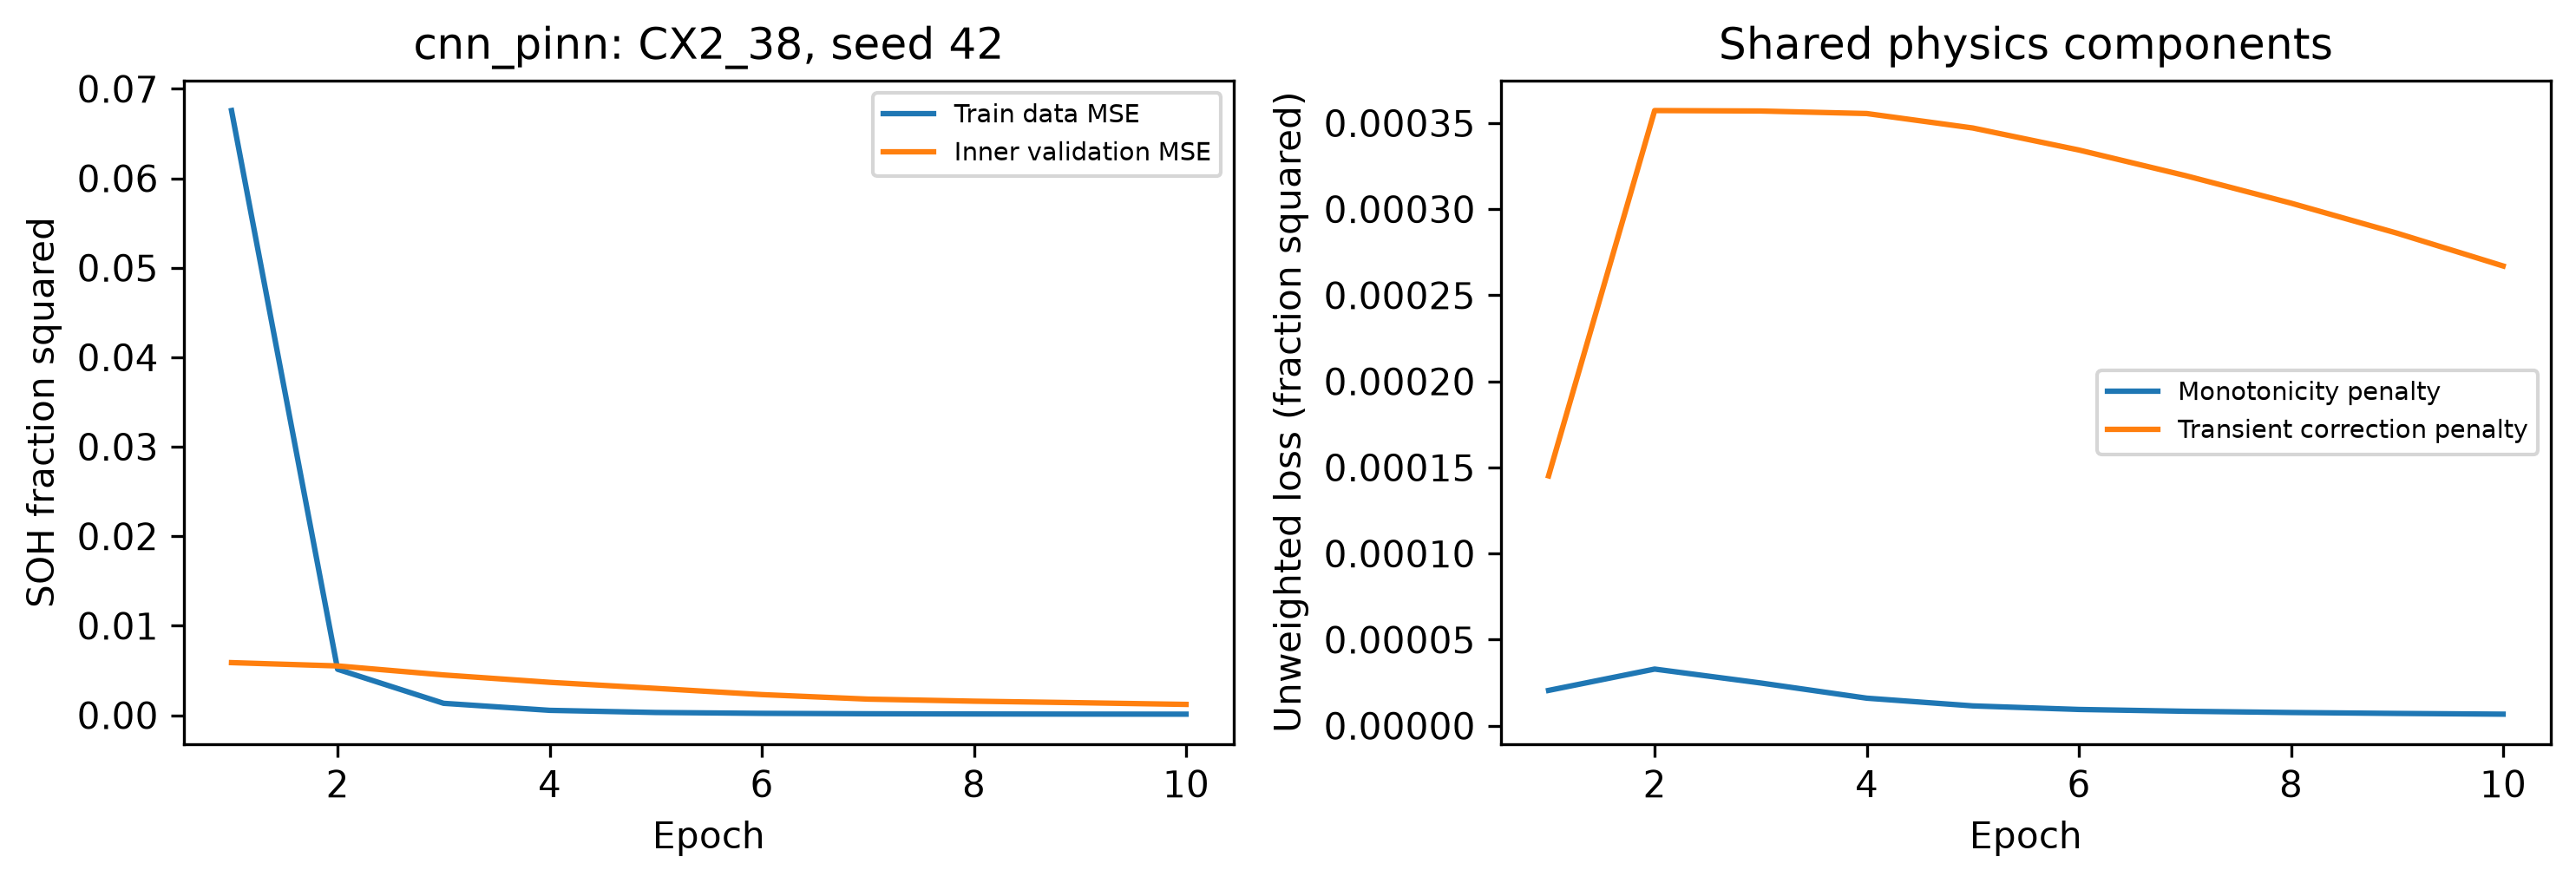 cnn_pinn: CX2_38, seed 42
SOH fraction squared
0.07
0.06
0.05
0.04
0.03
0.02
0.01
0.00
Train data MSE
Inner validation MSE
2 4 6 8 10
Epoch
Shared physics components
Unweighted loss (fraction squared)
0.00035
0.00030
0.00025
0.00020
0.00015
0.00010
0.00005
0.00000
Monotonicity penalty
Transient correction penalty
2 4 6 8 10
Epoch